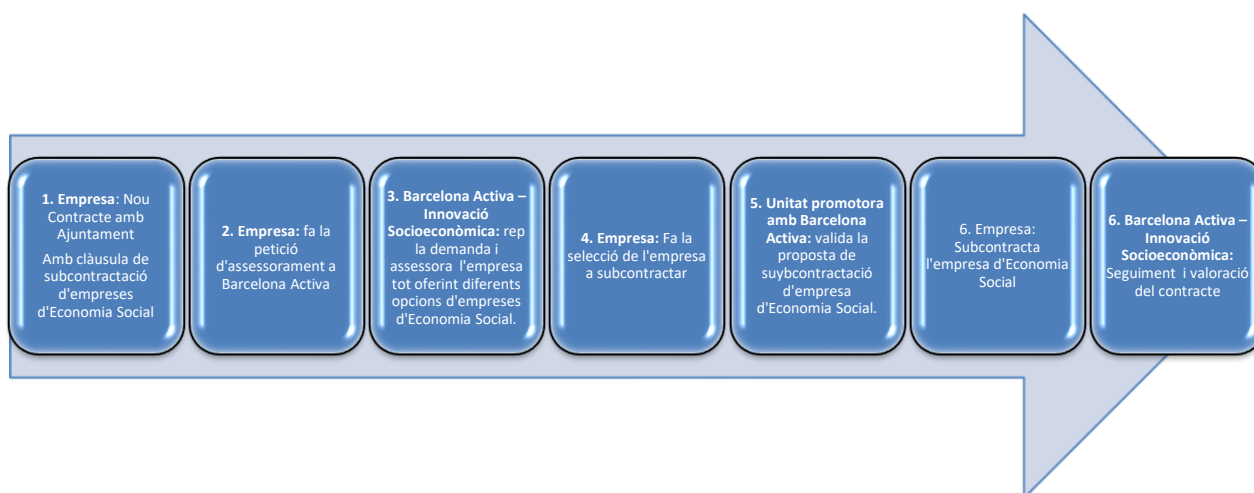 1. Empresa: Nou
Contracte amb
Ajuntament
Amb clàusula de
subcontractació
d'empreses
d'Economia Social
2. Empresa: fa la
petició
d'assessorament a
Barcelona Activa
3. Barcelona Activa –
Innovació
Socioeconòmica: rep
la demanda i
assessora l'empresa
tot oferint diferents
opcions d'empreses
d'Economia Social.
4. Empresa: Fa la
selecció de l'empresa
a subcontractar
5. Unitat promotora
amb Barcelona
Activa: valida la
proposta de
suybcontractació
d'empresa
d'Economia Social.
6. Empresa:
Subcontracta
l'empresa d'Economia
Social
6. Barcelona Activa –
Innovació
Socioeconòmica:
Seguiment i valoració
del contracte